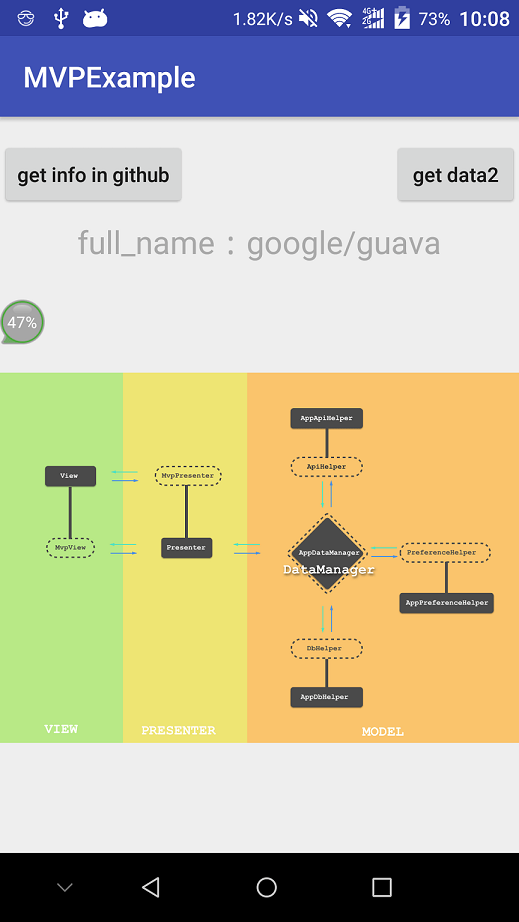 1.82K/s 4G 2G 73% 10:08
MVPExample
get info in github
get data2
full_name：google/guava
47%
AppApiHelper
View
MvpPresenter
ApiHelper
MvpView
Presenter
AppDataManager
PreferenceHelper
DataManager
AppPreferenceHelper
DbHelper
AppDbHelper
VIEW
PRESENTER
MODEL